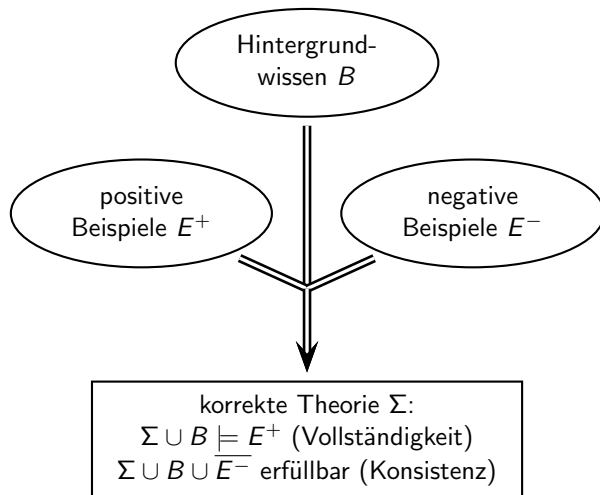 Hintergrund-
wissen B
positive
Beispiele E⁺
negative
Beispiele E⁻
korrekte Theorie Σ:
Σ ∪ B ⊨ E⁺ (Vollständigkeit)
Σ ∪ B ∪ E̅⁻̅ erfüllbar (Konsistenz)